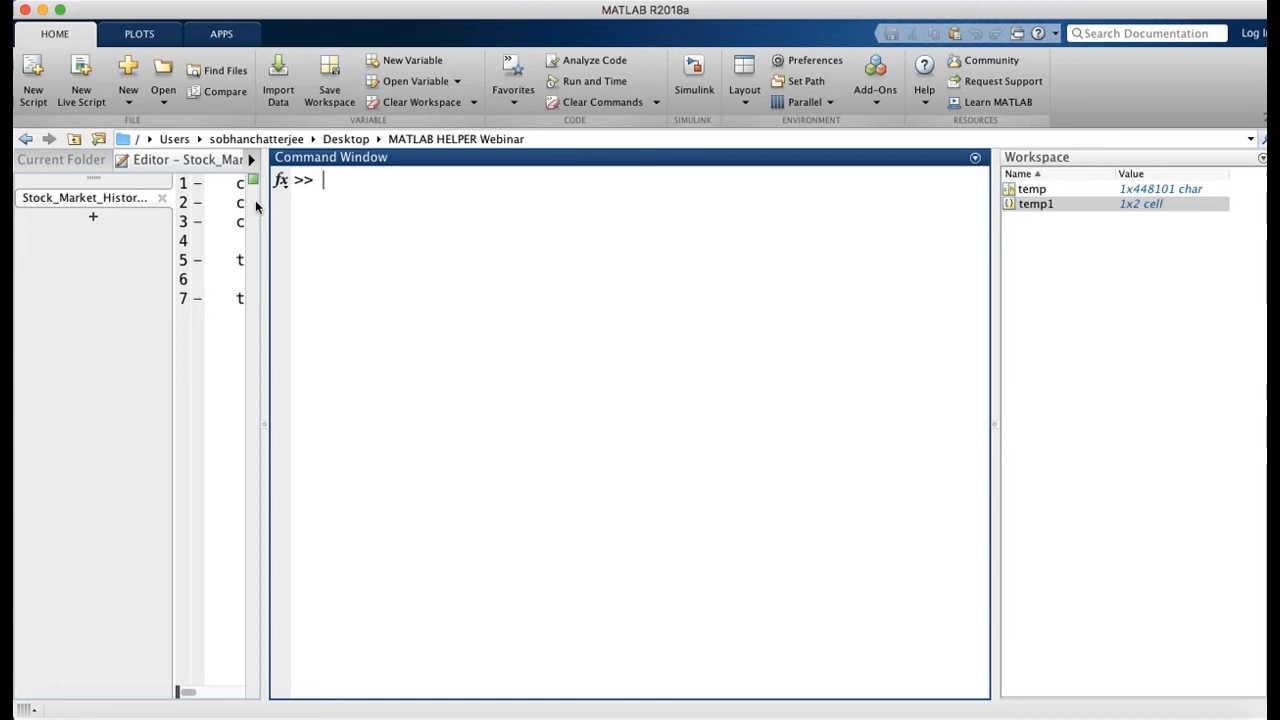 MATLAB R2018a
HOME PLOTS APPS
Search Documentation Log In
New Script
New Live Script
New
Open
Find Files
Compare
FILE
Import Data
Save Workspace
New Variable
Open Variable
Clear Workspace
VARIABLE
Favorites
Analyze Code
Run and Time
Clear Commands
CODE
Simulink
SIMULINK
Layout
Preferences
Set Path
Parallel
Add-Ons
ENVIRONMENT
Help
Community
Request Support
Learn MATLAB
RESOURCES
/ Users sobhanchatterjee Desktop MATLAB HELPER Webinar
Current Folder
Editor - Stock_Mar
Stock_Market_Histor...
+
1 - c
2 - c
3 - c
4
5 - t
6
7 - t
Command Window
fx >>
Workspace
Name Value
temp 1x448101 char
temp1 1x2 cell